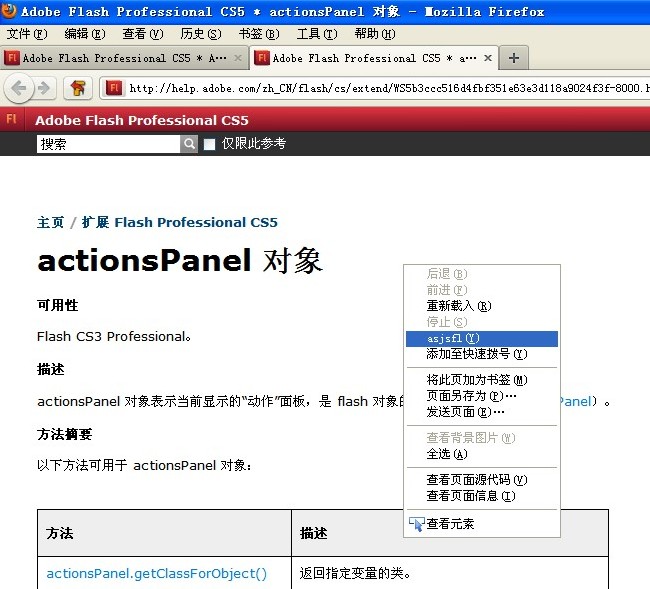 Adobe Flash Professional CS5 * actionsPanel 对象 - Mozilla Firefox
文件(F) 编辑(E) 查看(V) 历史(S) 书签(B) 工具(T) 帮助(H)
Adobe Flash Professional CS5 * A...
Adobe Flash Professional CS5 * a...
http://help.adobe.com/zh_CN/flash/cs/extend/WS5b3ccc516d4fbf351e63e3d118a9024f3f-8000.h
Fl Adobe Flash Professional CS5
搜索 仅限此参考
主页 / 扩展 Flash Professional CS5
actionsPanel 对象
可用性
Flash CS3 Professional。
描述
actionsPanel 对象表示当前显示的“动作”面板，是 flash 对象的
Panel）。
方法摘要
以下方法可用于 actionsPanel 对象：
方法 描述
actionsPanel.getClassForObject() 返回指定变量的类。
后退(B)
前进(F)
重新载入(R)
停止(S)
asjsfl(Y)
添加至快速拨号(Y)
将此页加为书签(M)
页面另存为(P)...
发送页面(E)...
查看背景图片(W)
全选(A)
查看页面源代码(V)
查看页面信息(I)
查看元素